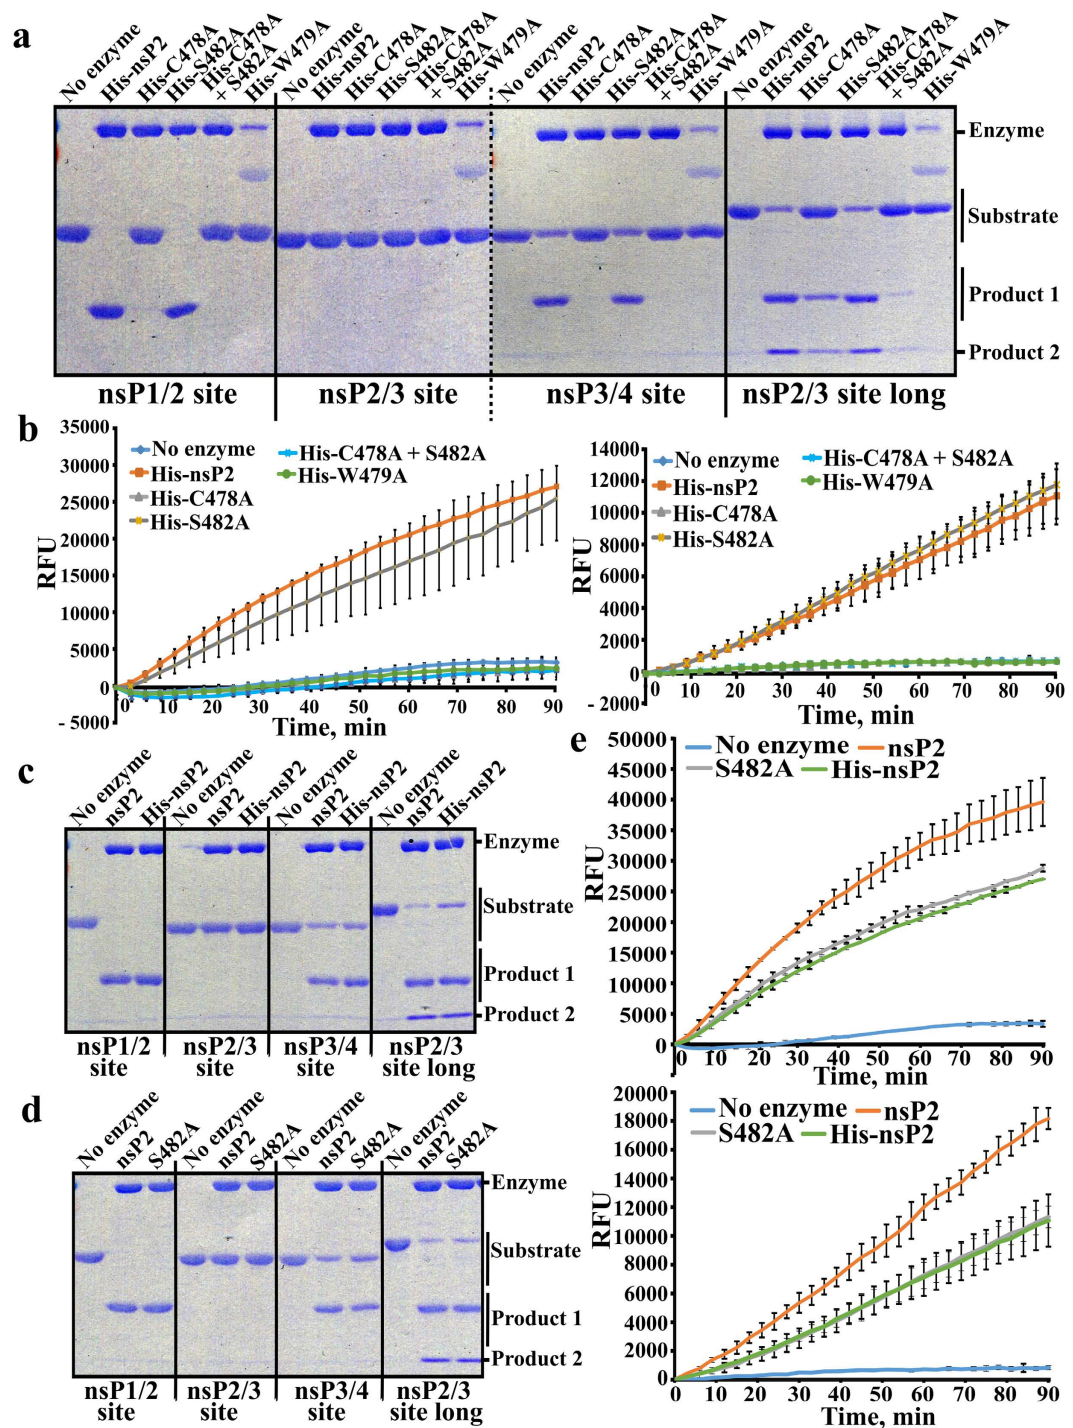 a
No enzyme
His-nsP2
His-C478A
His-S482A
His-C478A
+ S482A
His-W479A
No enzyme
His-nsP2
His-C478A
His-S482A
His-C478A
+ S482A
His-W479A
No enzyme
His-nsP2
His-C478A
His-S482A
His-C478A
+ S482A
His-W479A
No enzyme
His-nsP2
His-C478A
His-S482A
His-C478A
+ S482A
His-W479A
Enzyme
Substrate
Product 1
Product 2
nsP1/2 site
nsP2/3 site
nsP3/4 site
nsP2/3 site long
b
35000
30000
25000
20000
15000
10000
5000
0
- 5000
RFU
No enzyme
His-nsP2
His-C478A
His-S482A
His-C478A + S482A
His-W479A
0 10 20 30 40 50 60 70 80 90
Time, min
14000
12000
10000
8000
6000
4000
2000
0
- 2000
RFU
No enzyme
His-nsP2
His-C478A
His-S482A
His-C478A + S482A
His-W479A
0 10 20 30 40 50 60 70 80 90
Time, min
c
No enzyme
nsP2
His-nsP2
No enzyme
nsP2
His-nsP2
No enzyme
nsP2
His-nsP2
No enzyme
nsP2
His-nsP2
Enzyme
Substrate
Product 1
Product 2
nsP1/2
site
nsP2/3
site
nsP3/4
site
nsP2/3
site long
d
No enzyme
nsP2
S482A
No enzyme
nsP2
S482A
No enzyme
nsP2
S482A
No enzyme
nsP2
S482A
Enzyme
Substrate
Product 1
Product 2
nsP1/2
site
nsP2/3
site
nsP3/4
site
nsP2/3
site long
e
50000
45000
40000
35000
30000
25000
20000
15000
10000
5000
0
RFU
No enzyme
nsP2
S482A
His-nsP2
0 10 20 30 40 50 60 70 80 90
Time, min
20000
18000
16000
14000
12000
10000
8000
6000
4000
2000
0
RFU
No enzyme
nsP2
S482A
His-nsP2
0 10 20 30 40 50 60 70 80 90
Time, min